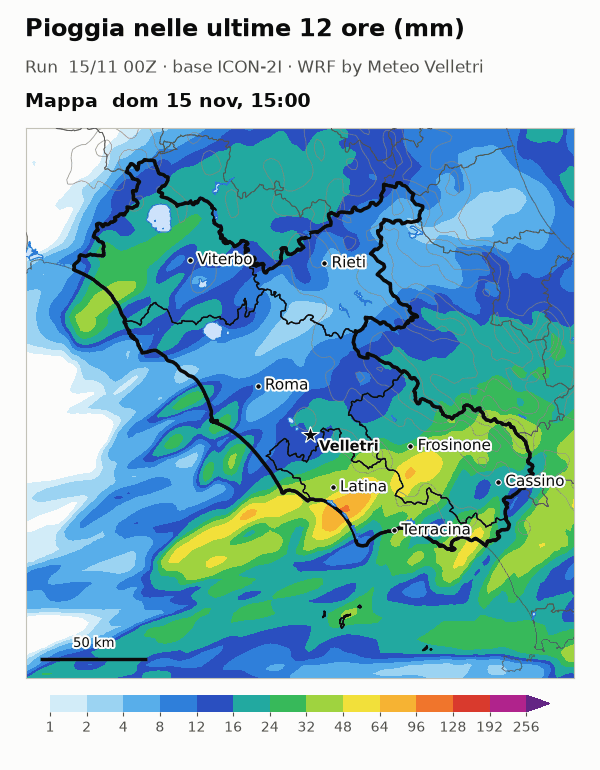 Pioggia nelle ultime 12 ore (mm)
Run 15/11 00Z · base ICON-2I · WRF by Meteo Velletri
Mappa dom 15 nov, 15:00
Viterbo
Rieti
Roma
Velletri
Frosinone
Latina
Cassino
Terracina
50 km
1 2 4 8 12 16 24 32 48 64 96 128 192 256